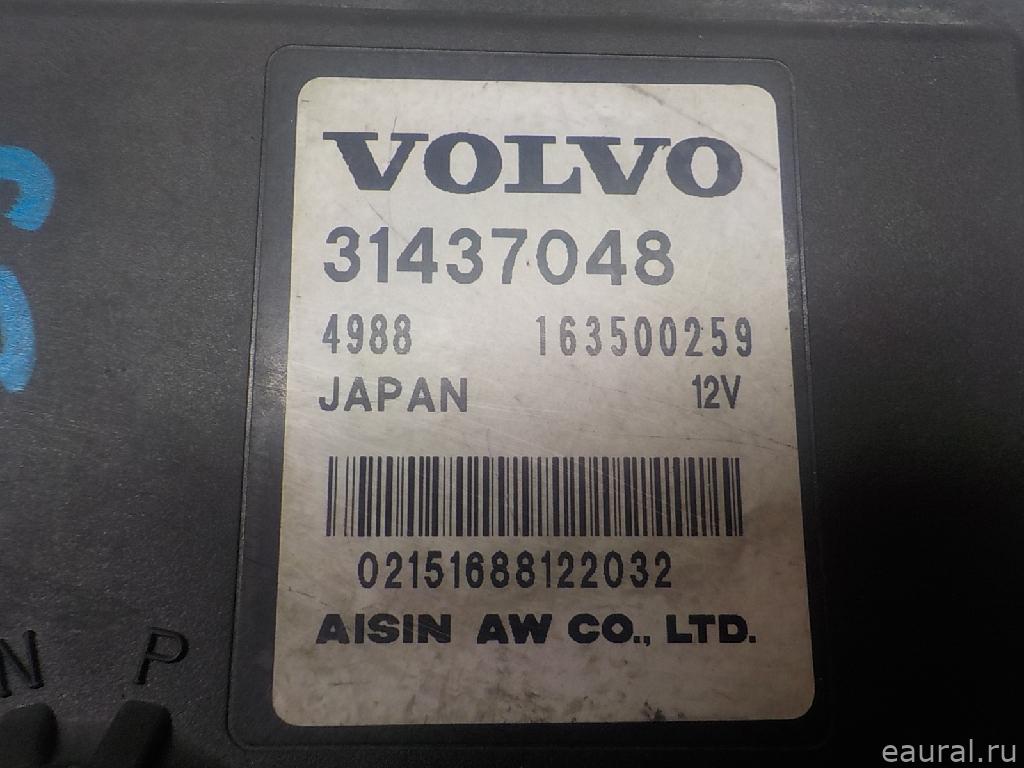 VOLVO
31437048
4988 163500259
JAPAN 12V
02151688122032
AISIN AW CO., LTD.
N P
eaural.ru